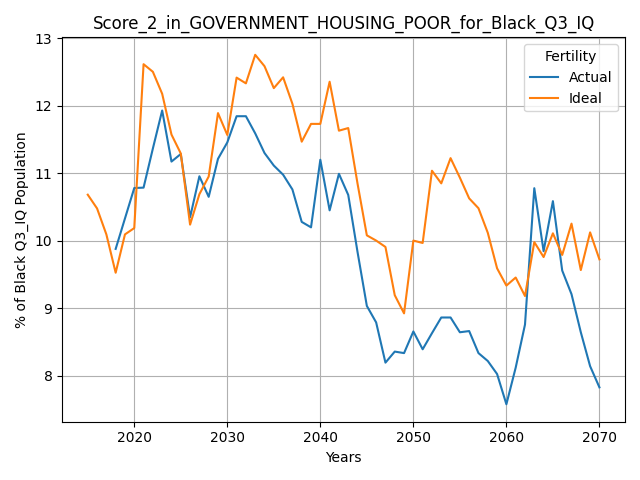 Score_2_in_GOVERNMENT_HOUSING_POOR_for_Black_Q3_IQ
Fertility
Actual
Ideal
% of Black Q3_IQ Population
13
12
11
10
9
8
2020 2030 2040 2050 2060 2070
Years